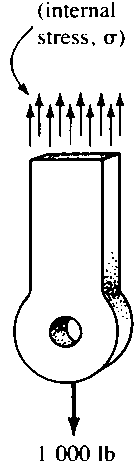 (internal
stress, σ)
1 000 lb